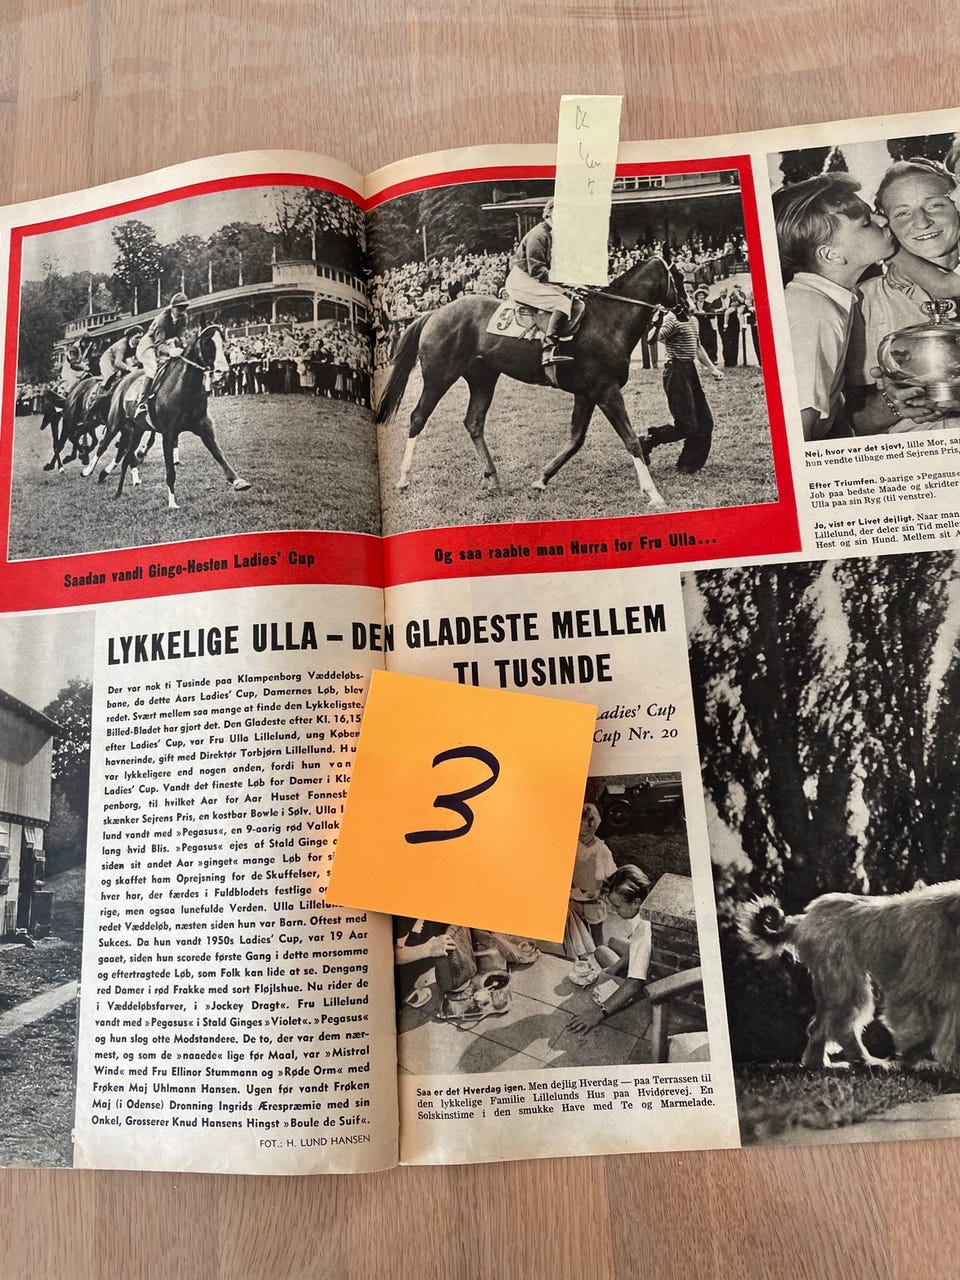 Saadan vandt Ginge-Hesten Ladies' Cup
Og saa raabte man Hurra for Fru Ulla...
Nej, hvor var det sjovt, lille Mor,
hun vendte tilbage med Sejrens Pris,
Efter Triumfen. 9-aarige »Pegasus«
Job paa bedste Maade og skridter
Ulla paa sin Ryg (til venstre).
Jo, vist er Livet dejligt. Naar man
Lillelund, der deler sin Tid melle
Hest og sin Hund. Mellem sit A
LYKKELIGE ULLA – DEN GLADESTE MELLEM
TI TUSINDE
Ladies' Cup
Cup Nr. 20
Der var nok ti Tusinde paa Klampenborg Væddeløbs-
bane, da dette Aars Ladies' Cup, Damernes Løb, blev
redet. Svært mellem saa mange at finde den Lykkeligste.
Billed-Bladet har gjort det. Den Gladeste efter Kl. 16,15
efter Ladies' Cup, var Fru Ulla Lillelund, ung Køben
havnerinde, gift med Direktør Torbjørn Lillelund. Hu
var lykkeligere end nogen anden, fordi hun van
Ladies' Cup. Vandt det fineste Løb for Damer i Kla
penborg, til hvilket Aar for Aar Huset Fonnesb
skænker Sejrens Pris, en kostbar Bowle i Sølv. Ulla
lund vandt med »Pegasus«, en 9-aarig rød Vallak
lang hvid Blis. »Pegasus« ejes af Stald Ginge
siden sit andet Aar »ginget« mange Løb for si
og skaffet ham Oprejsning for de Skuffelser, s
hver har, der færdes i Fuldblodets festlige o
rige, men ogsaa lunefulde Verden. Ulla Lillelun
redet Væddeløb, næsten siden hun var Barn. Oftest med
Sukces. Da hun vandt 1950s Ladies' Cup, var 19 Aar
gaaet, siden hun scorede første Gang i dette morsomme
og eftertragtede Løb, som Folk kan lide at se. Dengang
red Damer i rød Frakke med sort Fløjlshue. Nu rider de
i Væddeløbsfarver, i »Jockey Dragt«. Fru Lillelund
vandt med »Pegasus« i Stald Ginges »Violet«. »Pegasus«
og hun slog otte Modstandere. De to, der var dem nær-
mest, og som de »naaede« lige før Maal, var »Mistral
Wind« med Fru Ellinor Stummann og »Røde Orm« med
Frøken Maj Uhlmann Hansen. Ugen før vandt Frøken
Maj (i Odense) Dronning Ingrids Ærespræmie med sin
Onkel, Grosserer Knud Hansens Hingst »Boule de Suif«.
FOT.: H. LUND HANSEN
3
Saa er det Hverdag igen. Men dejlig Hverdag — paa Terrassen til
den lykkelige Familie Lillelunds Hus paa Hvidørevej. En
Solskinstime i den smukke Have med Te og Marmelade.